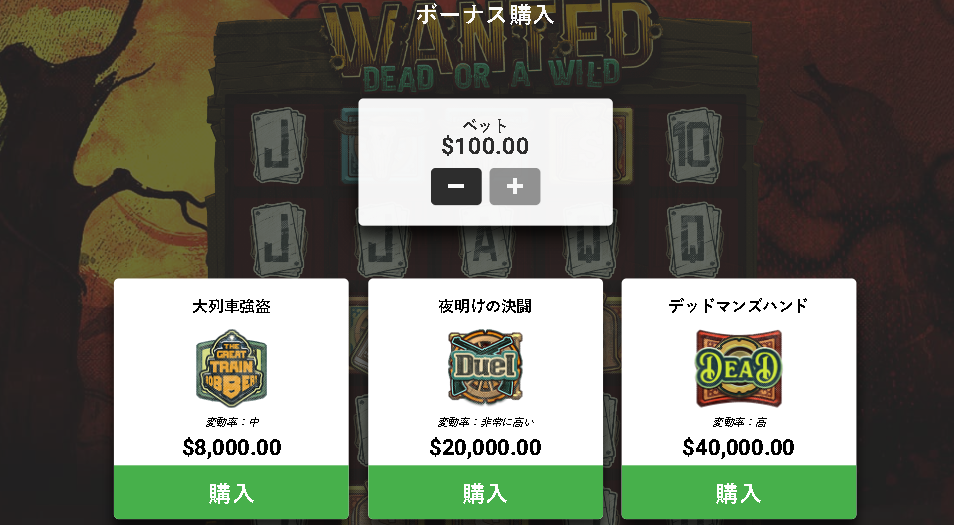 ボーナス購入
WANTED
DEAD OR A WILD
ベット
$100.00
− +
J 10
J J A Q Q
大列車強盗 夜明けの決闘 デッドマンズハンド
THE
GREAT
TRAIN
Duel
DEAD
変動率：中 変動率：非常に高い 変動率：高
$8,000.00 $20,000.00 $40,000.00
購入 購入 購入